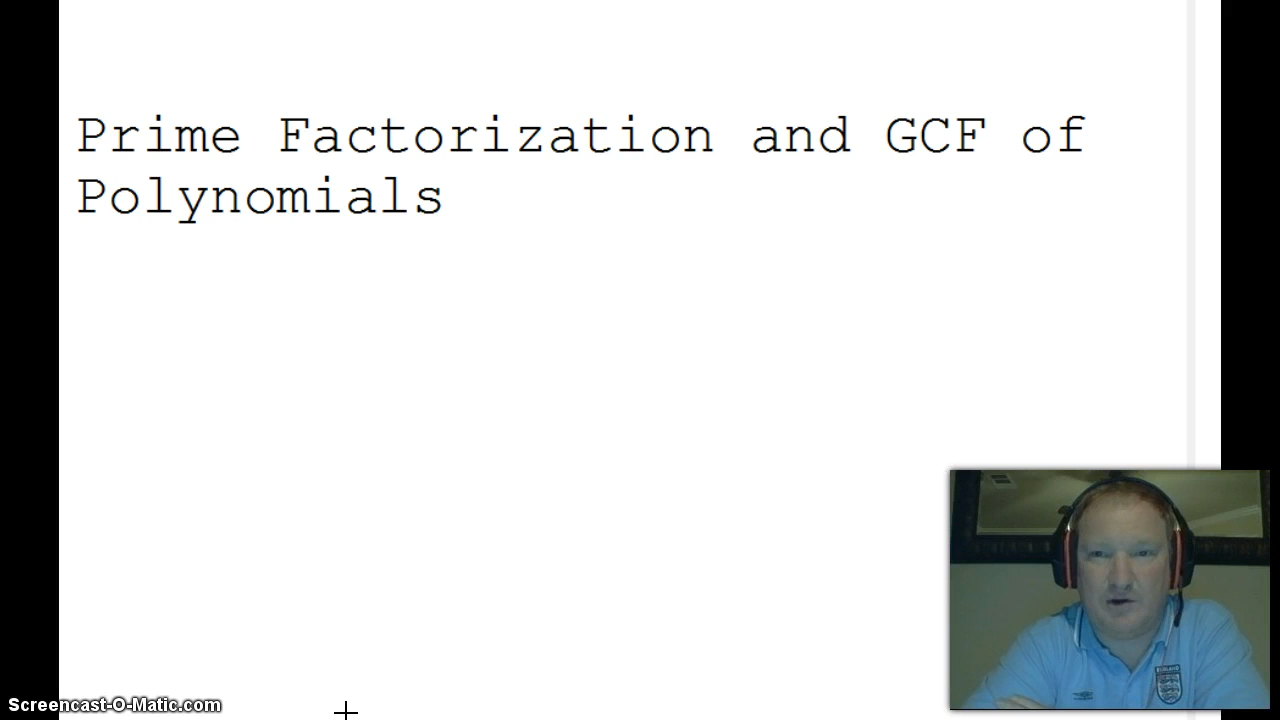 Prime Factorization and GCF of
Polynomials
Screencast-O-Matic.com